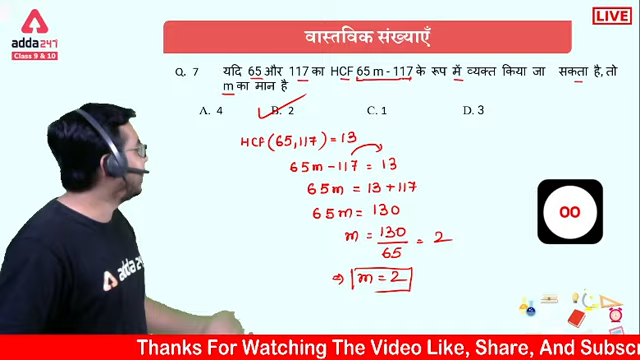 LIVE
adda247
Class 9 & 10
वास्तविक संख्याएँ
Q. 7 यदि 65 और 117 का HCF 65 m - 117 के रूप में व्यक्त किया जा सकता है, तो
m का मान है
A. 4 B. 2 C. 1 D. 3
HCF (65, 117) = 13
65m - 117 = 13
65m = 13 + 117
65m = 130
m = 130/65 = 2
⇒ m = 2
00
adda247
Thanks For Watching The Video Like, Share, And Subsc